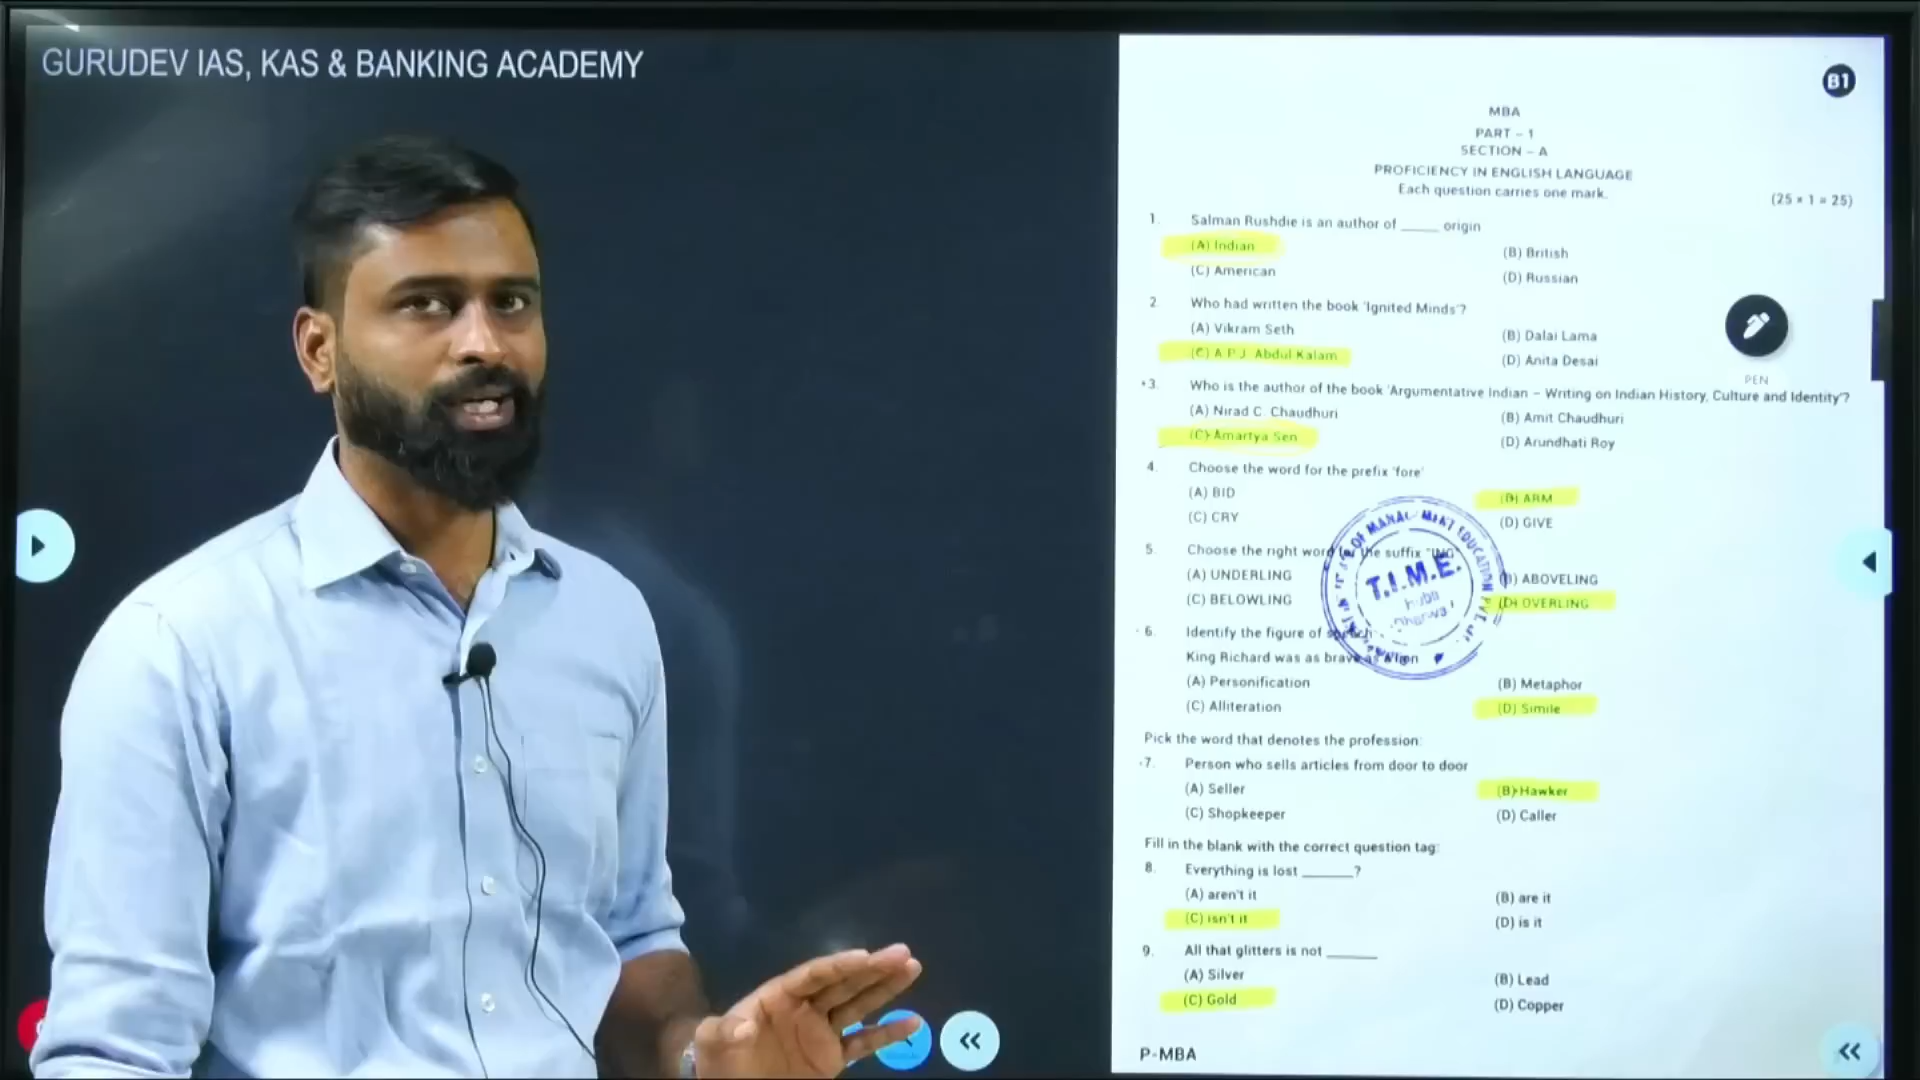 GURUDEV IAS, KAS & BANKING ACADEMY
B1
MBA
PART – 1
SECTION – A
PROFICIENCY IN ENGLISH LANGUAGE
Each question carries one mark.
(25 × 1 = 25)
1. Salman Rushdie is an author of _____ origin
(A) Indian (B) British
(C) American (D) Russian
2 Who had written the book 'Ignited Minds'?
(A) Vikram Seth (B) Dalai Lama
(C) A.P.J. Abdul Kalam (D) Anita Desai
PEN
3. Who is the author of the book 'Argumentative Indian – Writing on Indian History, Culture and Identity'?
(A) Nirad C. Chaudhuri (B) Amit Chaudhuri
(C) Amartya Sen (D) Arundhati Roy
4. Choose the word for the prefix 'fore'
(A) BID (B) ARM
(C) CRY (D) GIVE
5. Choose the right word the suffix "ING"
(A) UNDERLING ABOVELING
(C) BELOWLING (D) OVERLING
T.I.M.E.
EDUCATION
6. Identify the figure of speech
King Richard was as brave as a lion
(A) Personification (B) Metaphor
(C) Alliteration (D) Simile
Pick the word that denotes the profession:
7. Person who sells articles from door to door
(A) Seller (B) Hawker
(C) Shopkeeper (D) Caller
Fill in the blank with the correct question tag:
8. Everything is lost ______?
(A) aren't it (B) are it
(C) isn't it (D) is it
9. All that glitters is not ______
(A) Silver (B) Lead
(C) Gold (D) Copper
P-MBA